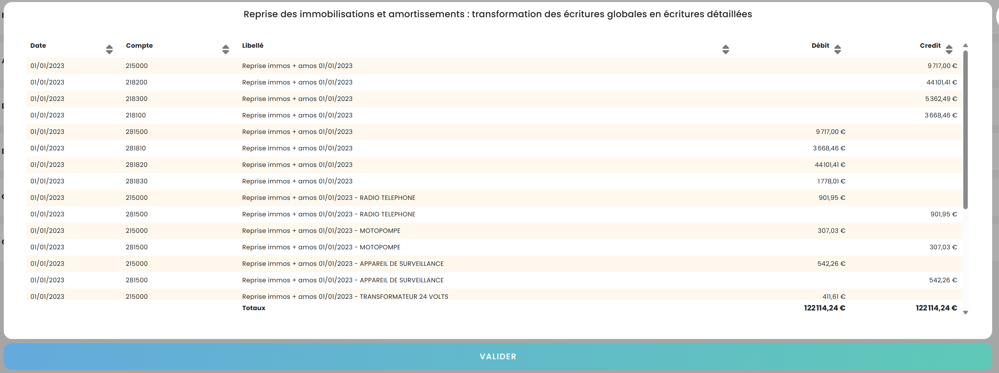 Reprise des immobilisations et amortissements : transformation des écritures globales en écritures détaillées
Date Compte Libellé Débit Credit
01/01/2023 215000 Reprise immos + amos 01/01/2023 9 717,00 €
01/01/2023 218200 Reprise immos + amos 01/01/2023 44 101,41 €
01/01/2023 218300 Reprise immos + amos 01/01/2023 5 362,49 €
01/01/2023 218100 Reprise immos + amos 01/01/2023 3 668,46 €
01/01/2023 281500 Reprise immos + amos 01/01/2023 9 717,00 €
01/01/2023 281810 Reprise immos + amos 01/01/2023 3 668,46 €
01/01/2023 281820 Reprise immos + amos 01/01/2023 44 101,41 €
01/01/2023 281830 Reprise immos + amos 01/01/2023 1 778,01 €
01/01/2023 215000 Reprise immos + amos 01/01/2023 - RADIO TELEPHONE 901,95 €
01/01/2023 281500 Reprise immos + amos 01/01/2023 - RADIO TELEPHONE 901,95 €
01/01/2023 215000 Reprise immos + amos 01/01/2023 - MOTOPOMPE 307,03 €
01/01/2023 281500 Reprise immos + amos 01/01/2023 - MOTOPOMPE 307,03 €
01/01/2023 215000 Reprise immos + amos 01/01/2023 - APPAREIL DE SURVEILLANCE 542,26 €
01/01/2023 281500 Reprise immos + amos 01/01/2023 - APPAREIL DE SURVEILLANCE 542,26 €
01/01/2023 215000 Reprise immos + amos 01/01/2023 - TRANSFORMATEUR 24 VOLTS 411,61 €
Totaux 122 114,24 € 122 114,24 €
VALIDER